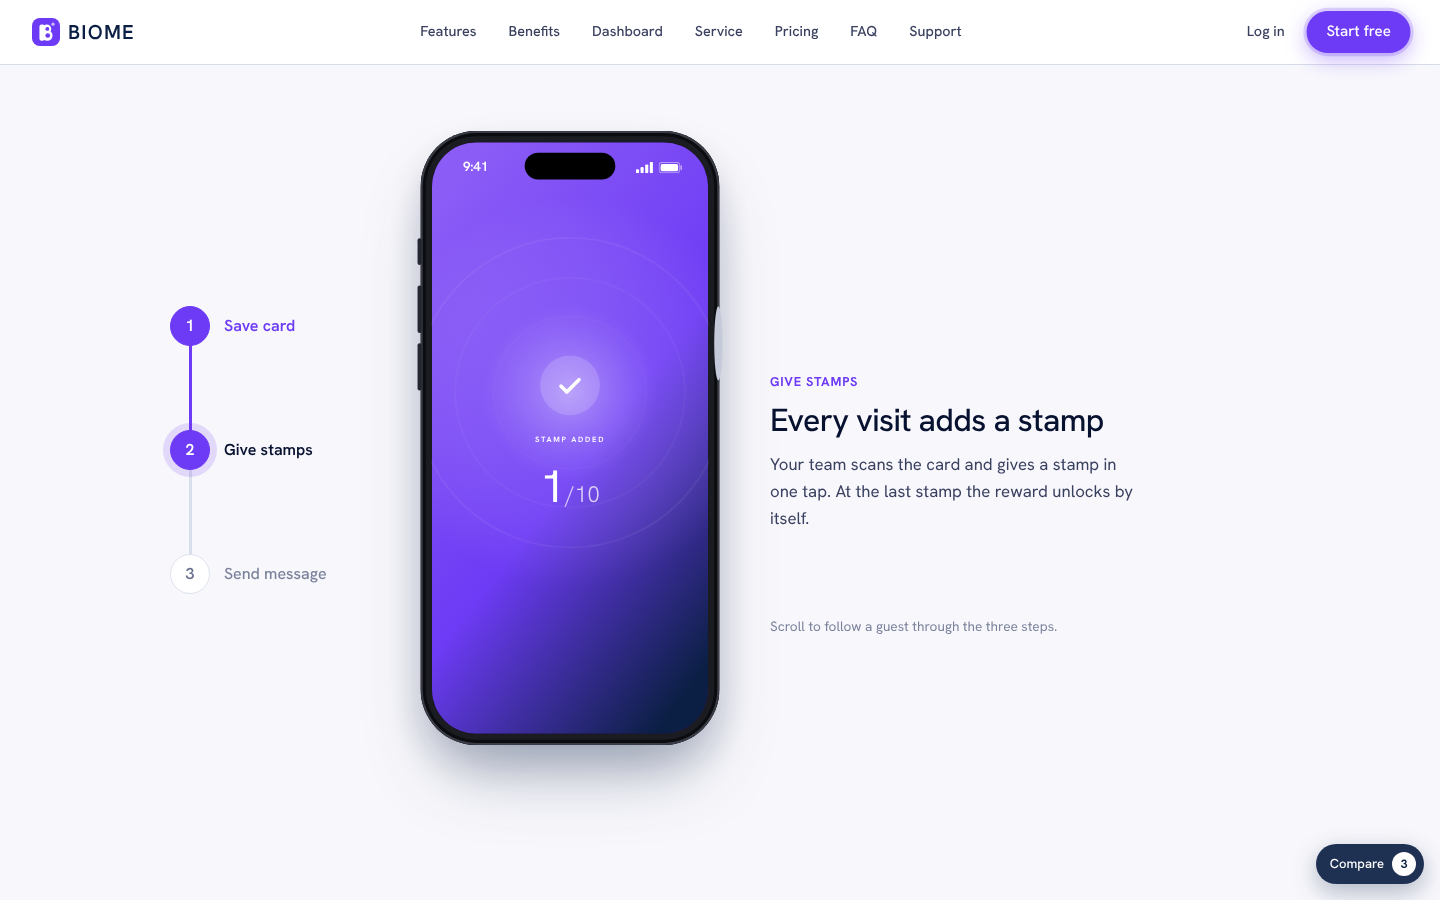 BIOME
Features
Benefits
Dashboard
Service
Pricing
FAQ
Support
Log in
Start free
9:41
1
Save card
2
Give stamps
3
Send message
STAMP ADDED
1/10
GIVE STAMPS
Every visit adds a stamp
Your team scans the card and gives a stamp in
one tap. At the last stamp the reward unlocks by
itself.
Scroll to follow a guest through the three steps.
Compare 3